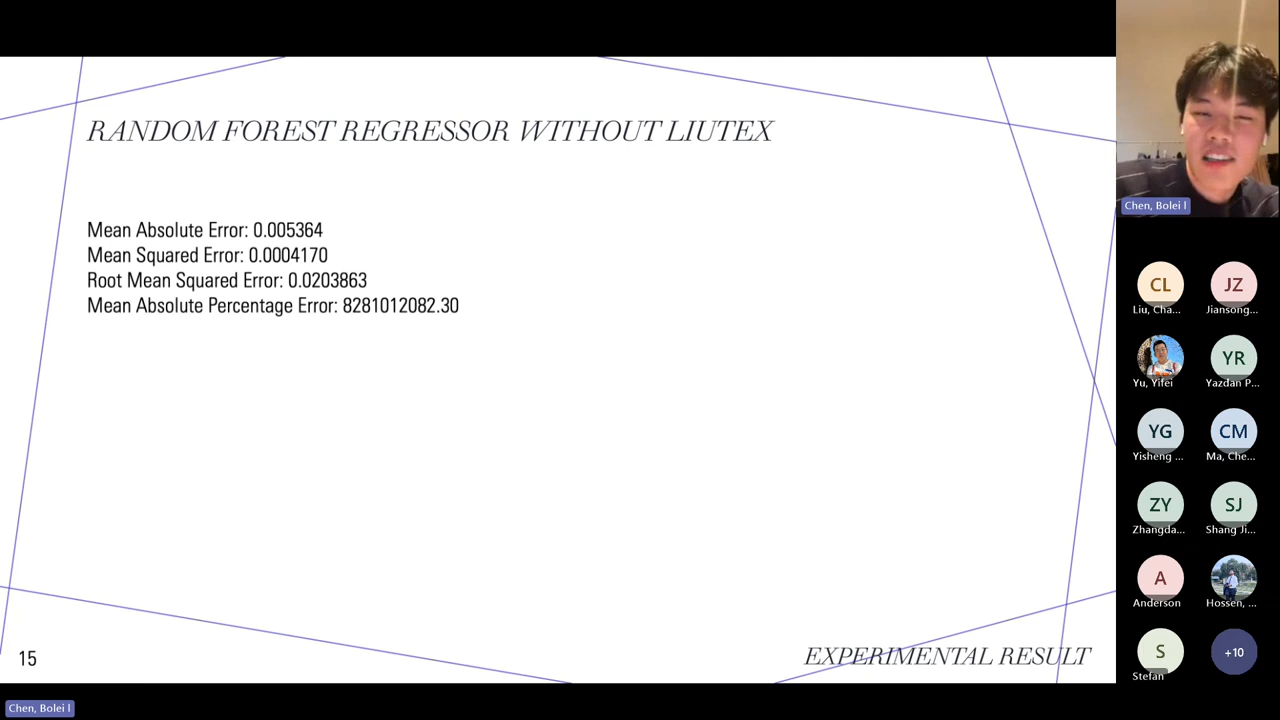 RANDOM FOREST REGRESSOR WITHOUT LIUTEX
Mean Absolute Error: 0.005364
Mean Squared Error: 0.0004170
Root Mean Squared Error: 0.0203863
Mean Absolute Percentage Error: 8281012082.30
15
EXPERIMENTAL RESULT
Chen, Bolei l
Chen, Bolei l
CL
Liu, Cha...
JZ
Jiansong...
Yu, Yifei
YR
Yazdan P...
YG
Yisheng ...
CM
Ma, Che...
ZY
Zhangda...
SJ
Shang Ji...
A
Anderson
Hossen, ...
S
Stefan
+10